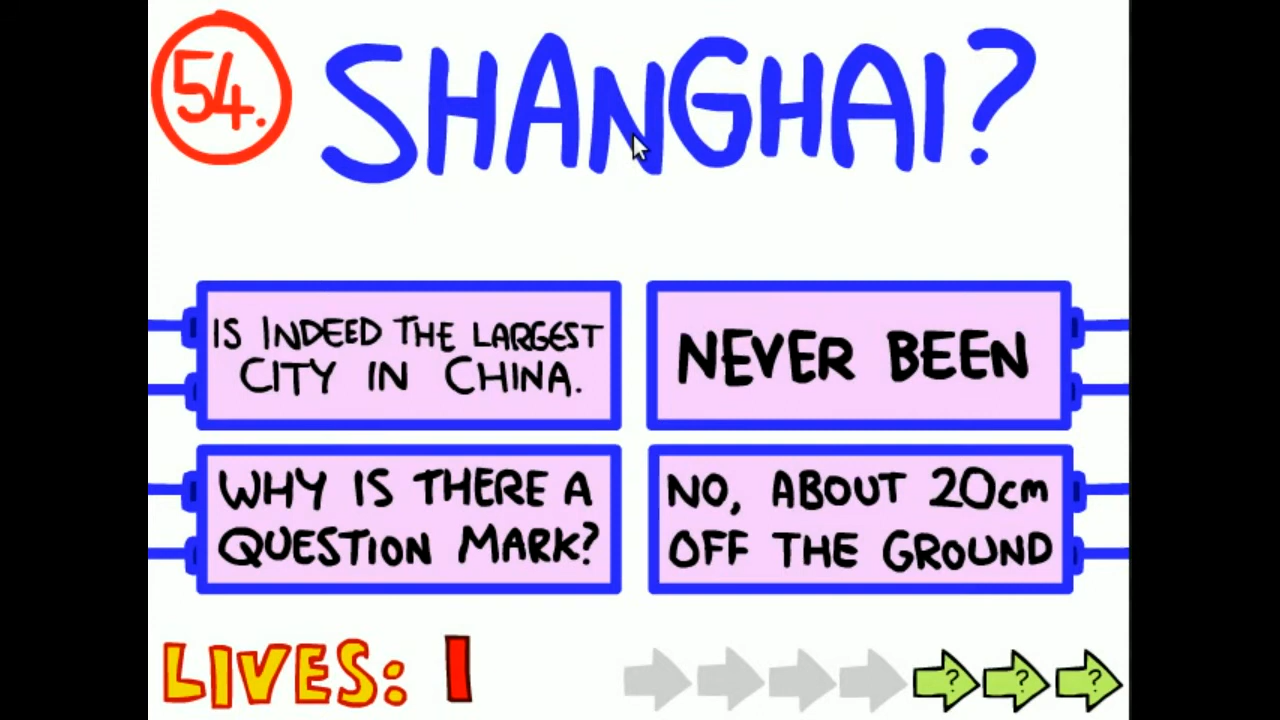 54.
SHANGHAI?
IS INDEED THE LARGEST
CITY IN CHINA.
NEVER BEEN
WHY IS THERE A
QUESTION MARK?
NO, ABOUT 20cm
OFF THE GROUND
LIVES: 1
? ? ?